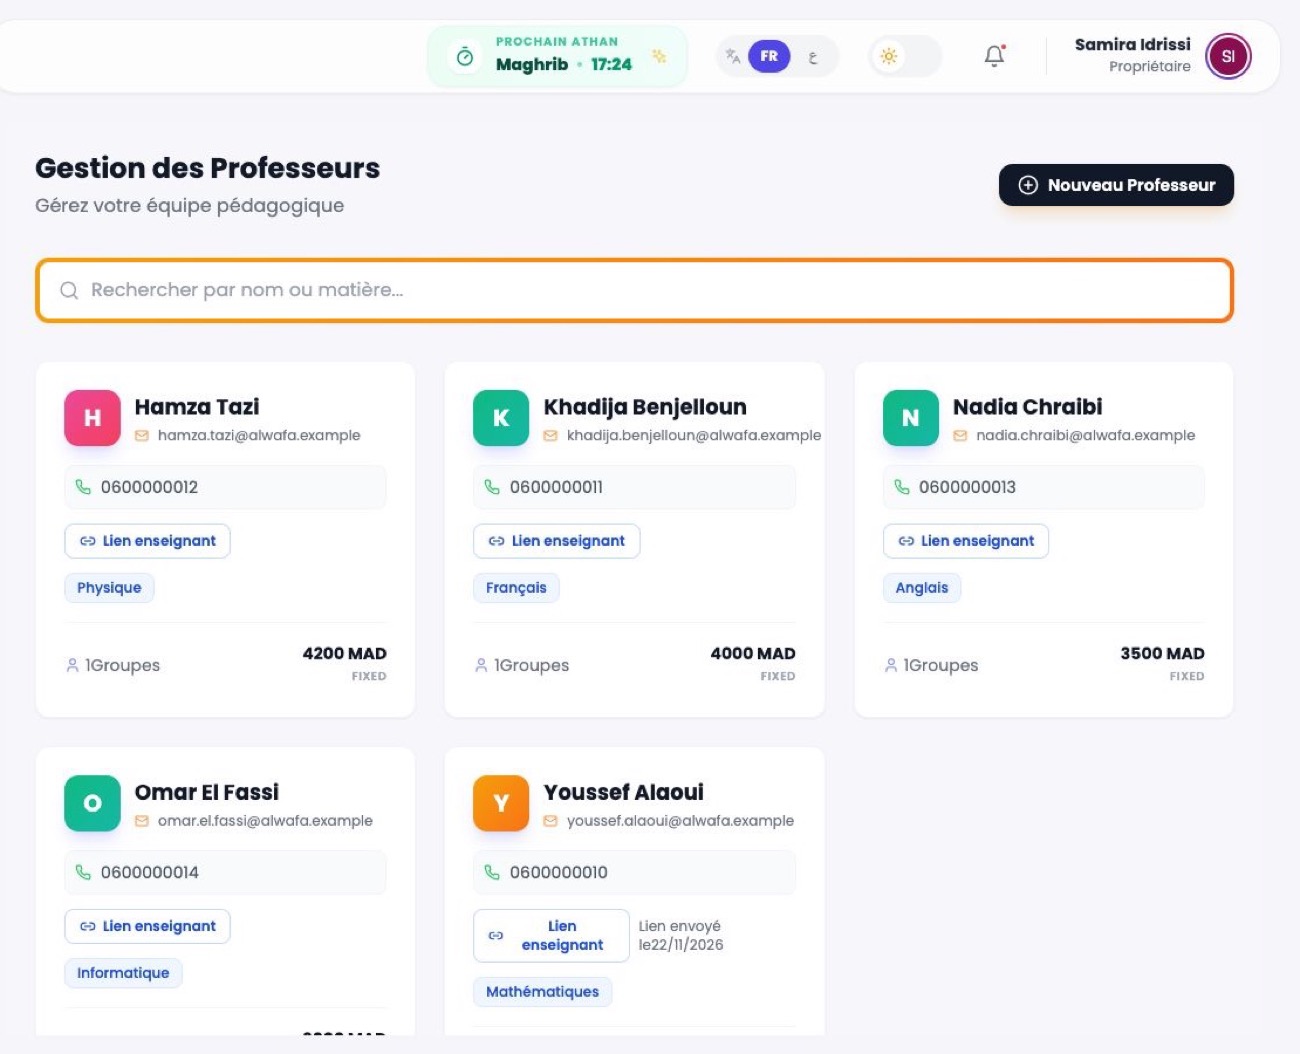 PROCHAIN ATHAN
Maghrib • 17:24
FR
ع
Samira Idrissi
Propriétaire
SI
Gestion des Professeurs
Gérez votre équipe pédagogique
Nouveau Professeur
Rechercher par nom ou matière...
H
Hamza Tazi
hamza.tazi@alwafa.example
0600000012
Lien enseignant
Physique
1Groupes
4200 MAD
FIXED
K
Khadija Benjelloun
khadija.benjelloun@alwafa.example
0600000011
Lien enseignant
Français
1Groupes
4000 MAD
FIXED
N
Nadia Chraibi
nadia.chraibi@alwafa.example
0600000013
Lien enseignant
Anglais
1Groupes
3500 MAD
FIXED
O
Omar El Fassi
omar.el.fassi@alwafa.example
0600000014
Lien enseignant
Informatique
Y
Youssef Alaoui
youssef.alaoui@alwafa.example
0600000010
Lien
enseignant
Lien envoyé
le22/11/2026
Mathématiques